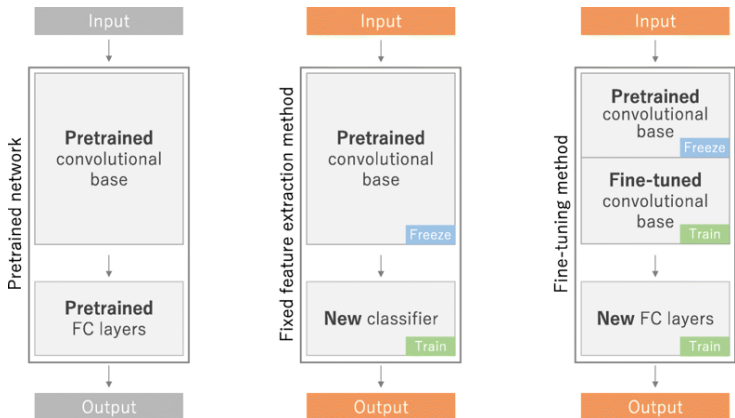 Input
Pretrained network
Pretrained
convolutional
base
Pretrained
FC layers
Output
Input
Fixed feature extraction method
Pretrained
convolutional
base
Freeze
New classifier
Train
Output
Input
Fine-tuning method
Pretrained
convolutional
base
Freeze
Fine-tuned
convolutional
base
Train
New FC layers
Train
Output